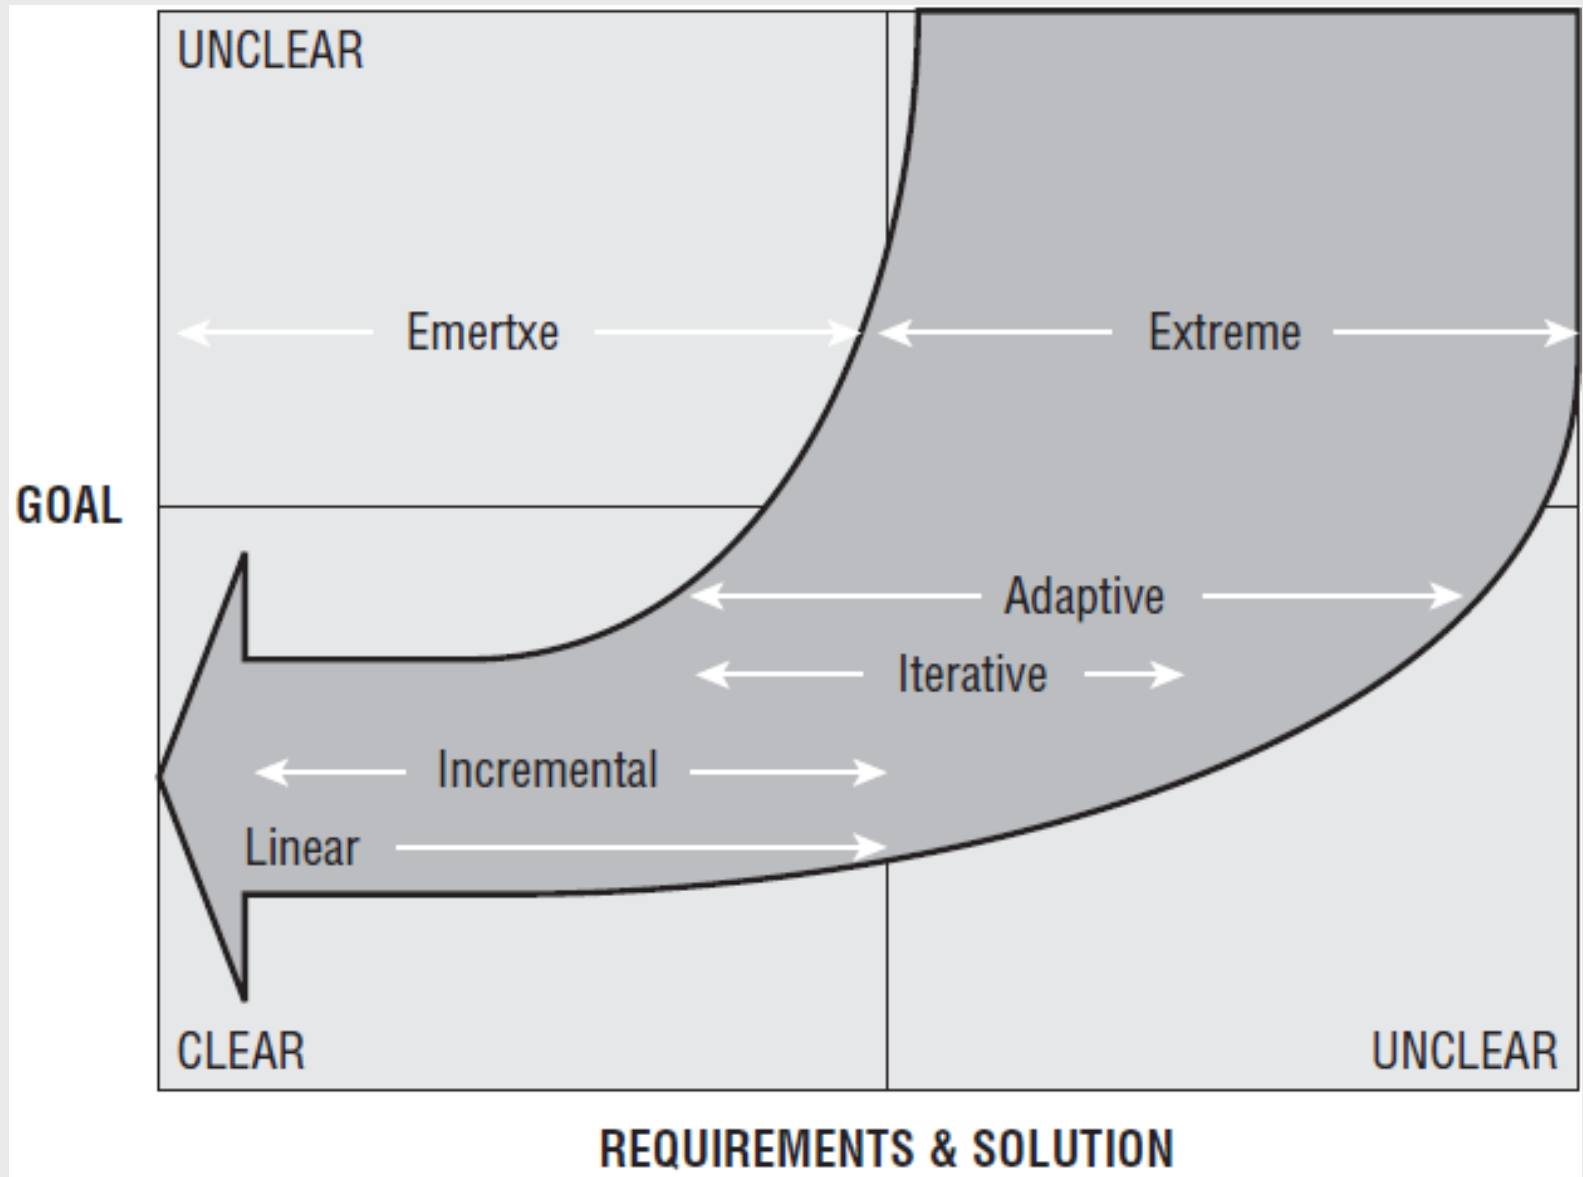 UNCLEAR
Emertxe
Extreme
GOAL
Adaptive
Iterative
Incremental
Linear
CLEAR
UNCLEAR
REQUIREMENTS & SOLUTION